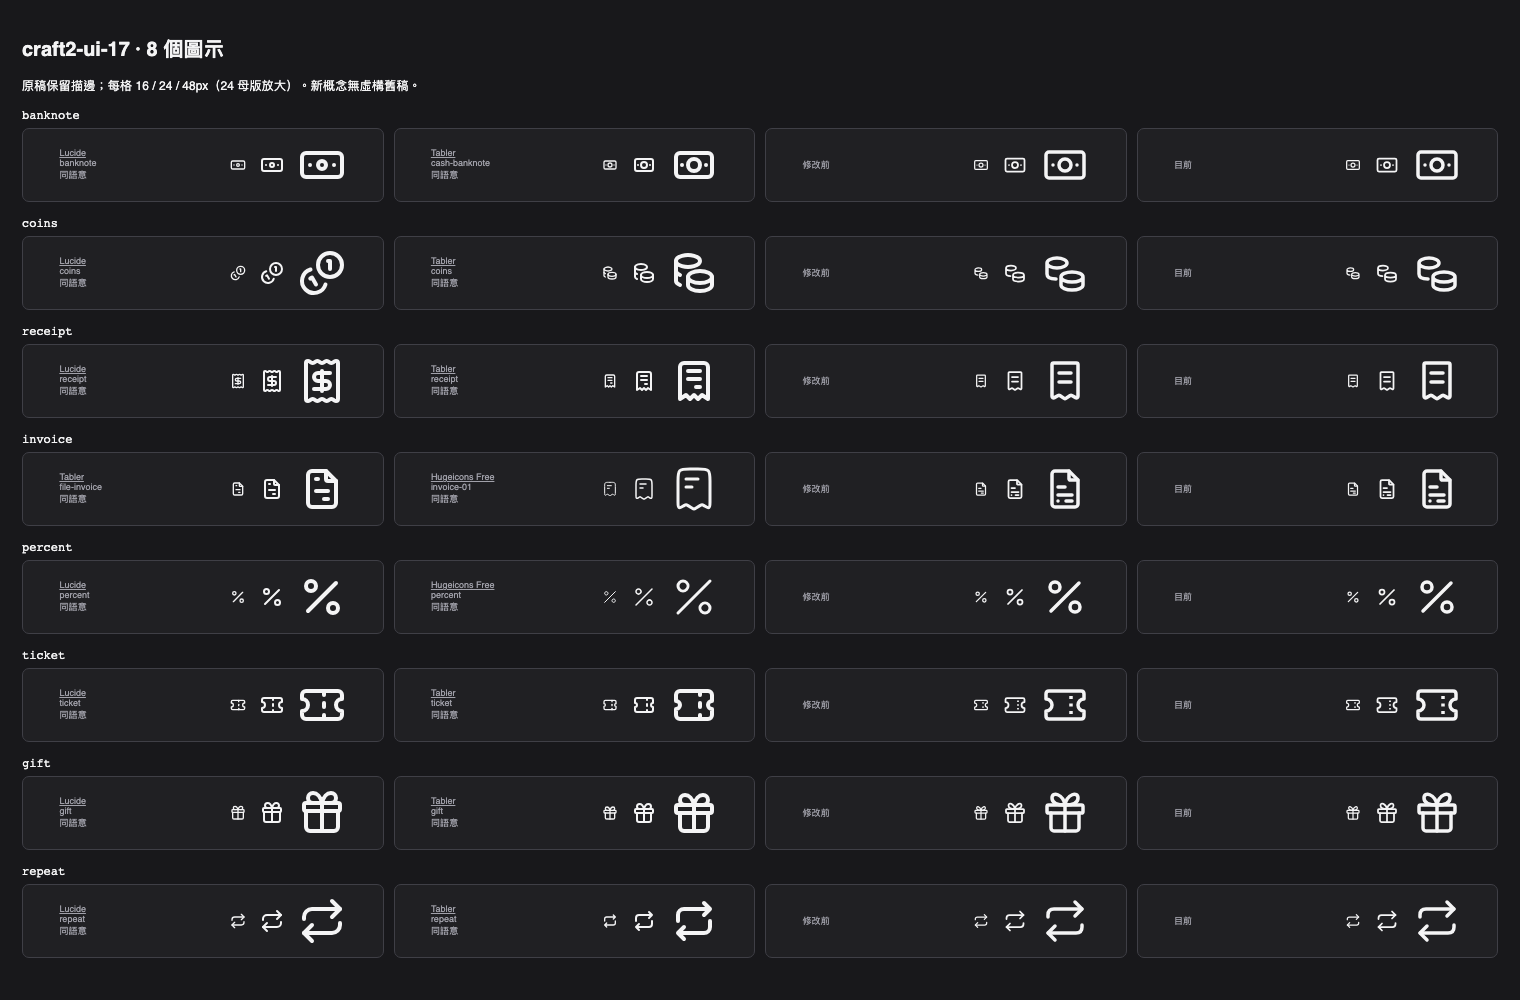 craft2-ui-17 · 8 個圖示
原稿保留描邊；每格 16 / 24 / 48px（24 母版放大）。新概念無虛構舊稿。
banknote
Lucide
banknote
同語意
Tabler
cash-banknote
同語意
修改前
目前
coins
Lucide
coins
同語意
Tabler
coins
同語意
修改前
目前
receipt
Lucide
receipt
同語意
Tabler
receipt
同語意
修改前
目前
invoice
Tabler
file-invoice
同語意
Hugeicons Free
invoice-01
同語意
修改前
目前
percent
Lucide
percent
同語意
Hugeicons Free
percent
同語意
修改前
目前
ticket
Lucide
ticket
同語意
Tabler
ticket
同語意
修改前
目前
gift
Lucide
gift
同語意
Tabler
gift
同語意
修改前
目前
repeat
Lucide
repeat
同語意
Tabler
repeat
同語意
修改前
目前